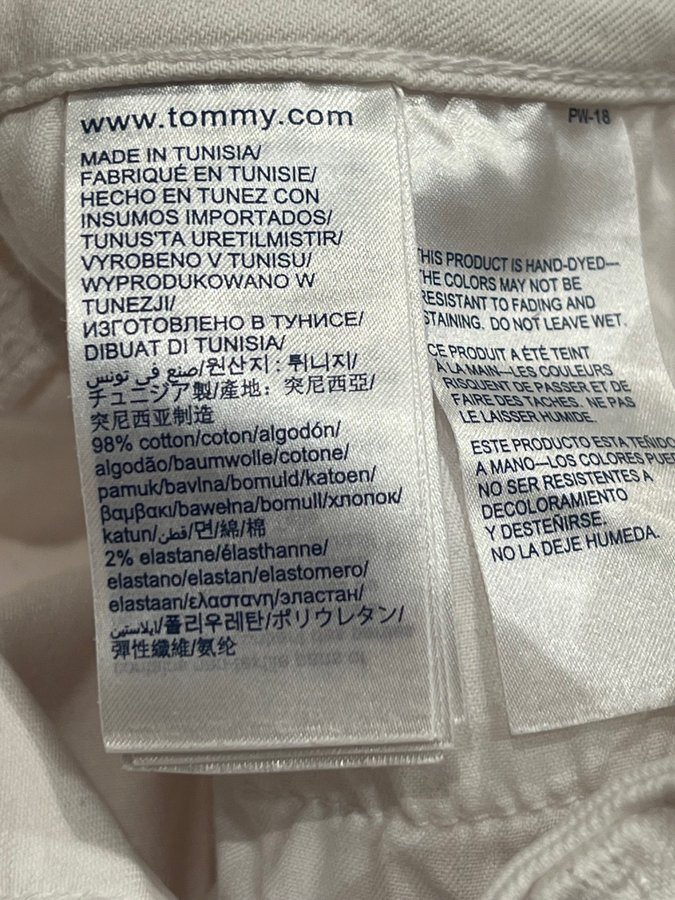 www.tommy.com
MADE IN TUNISIA/
FABRIQUÉ EN TUNISIE/
HECHO EN TUNEZ CON
INSUMOS IMPORTADOS/
TUNUS'TA URETILMISTIR/
VYROBENO V TUNISU/
WYPRODUKOWANO W
TUNEZJI/
ИЗГОТОВЛЕНО В ТУНИСЕ/
DIBUAT DI TUNISIA/
صنع في تونس/원산지 : 튀니지/
チュニジア製/產地：突尼西亞/
突尼西亚制造
98% cotton/coton/algodón/
algodão/baumwolle/cotone/
pamuk/bavlna/bomuld/katoen/
βαμβακι/bawełna/bomull/хлопок/
katun/قطن/면/綿/棉
2% elastane/élasthanne/
elastano/elastan/elastomero/
elastaan/ελαστανη/эластан/
ايلاستين/폴리우레탄/ポリウレタン/
彈性纖維/氨纶
PW-18
THIS PRODUCT IS HAND-DYED—
THE COLORS MAY NOT BE
RESISTANT TO FADING AND
STAINING. DO NOT LEAVE WET.
CE PRODUIT A ÉTÉ TEINT
À LA MAIN—LES COULEURS
RISQUENT DE PASSER ET DE
FAIRE DES TACHES. NE PAS
LE LAISSER HUMIDE.
ESTE PRODUCTO ESTA TEÑIDO
A MANO—LOS COLORES PUE
NO SER RESISTENTES A
DECOLORAMIENTO
Y DESTEÑIRSE.
NO LA DEJE HUMEDA.